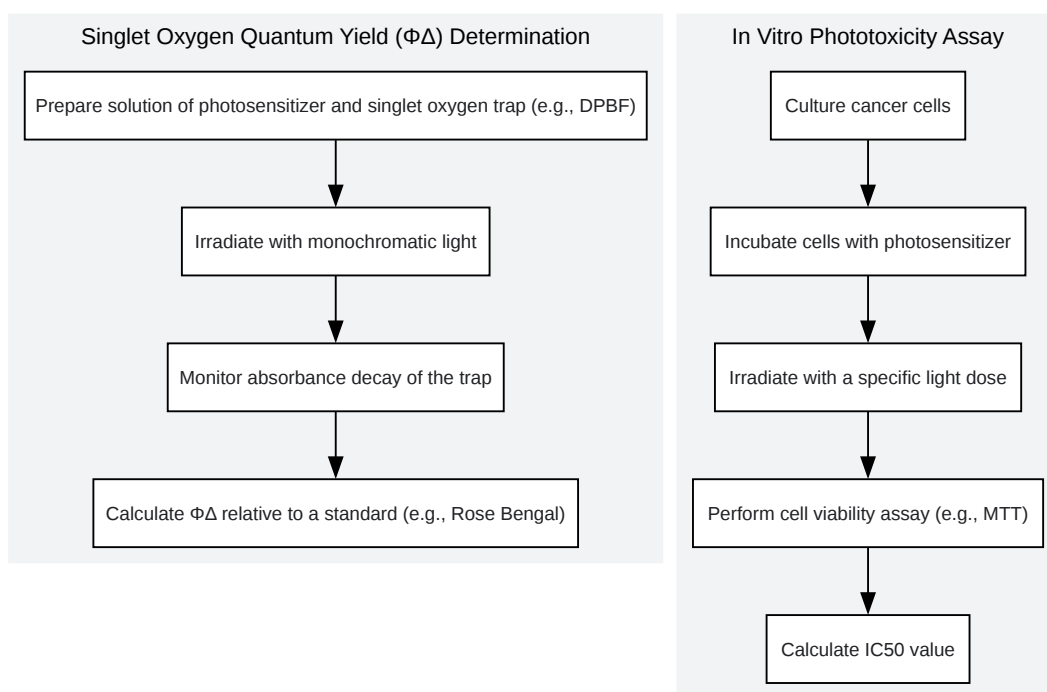 Singlet Oxygen Quantum Yield (ΦΔ) Determination
Prepare solution of photosensitizer and singlet oxygen trap (e.g., DPBF)
Irradiate with monochromatic light
Monitor absorbance decay of the trap
Calculate ΦΔ relative to a standard (e.g., Rose Bengal)
In Vitro Phototoxicity Assay
Culture cancer cells
Incubate cells with photosensitizer
Irradiate with a specific light dose
Perform cell viability assay (e.g., MTT)
Calculate IC50 value